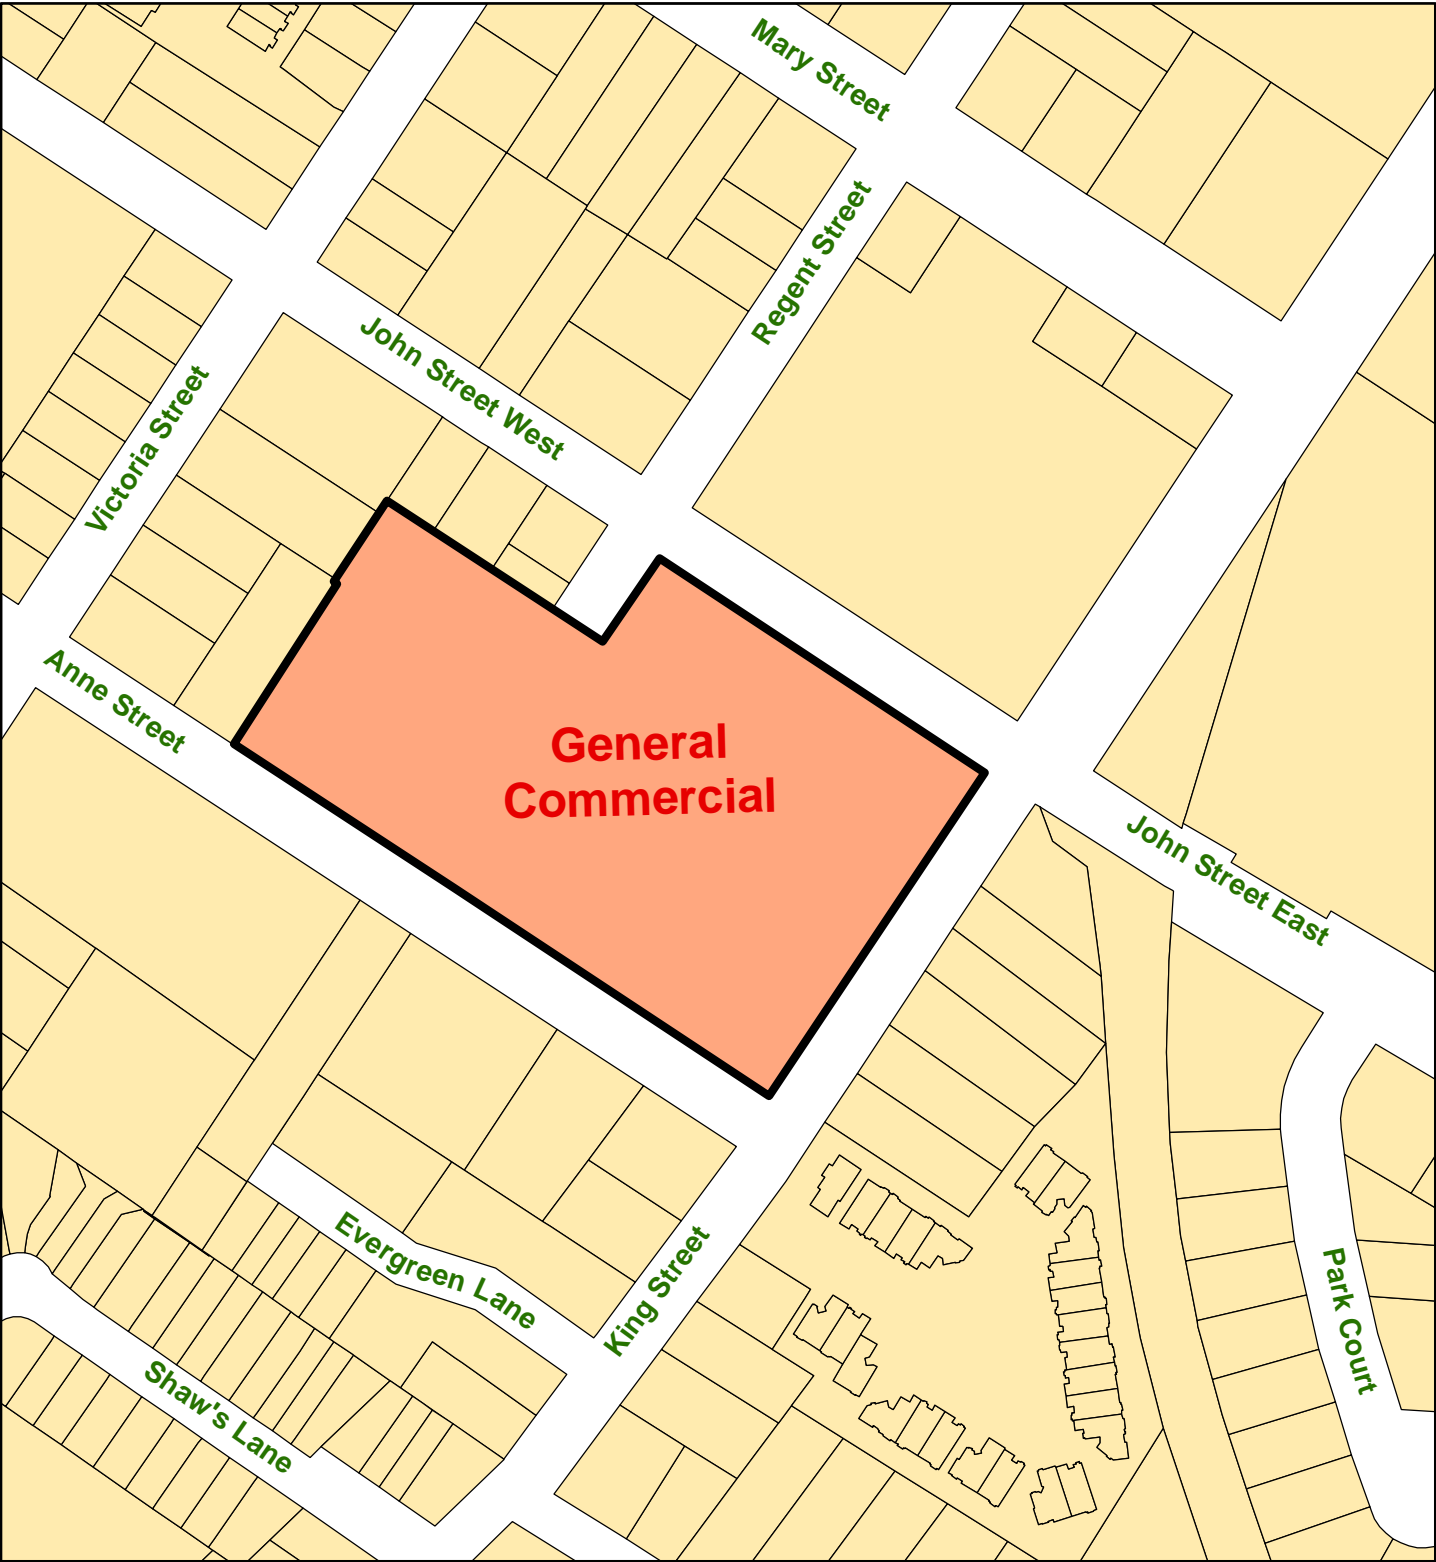 Mary Street
Regent Street
John Street West
Victoria Street
Anne Street
General
Commercial
John Street East
Evergreen Lane
King Street
Park Court
Shaw's Lane